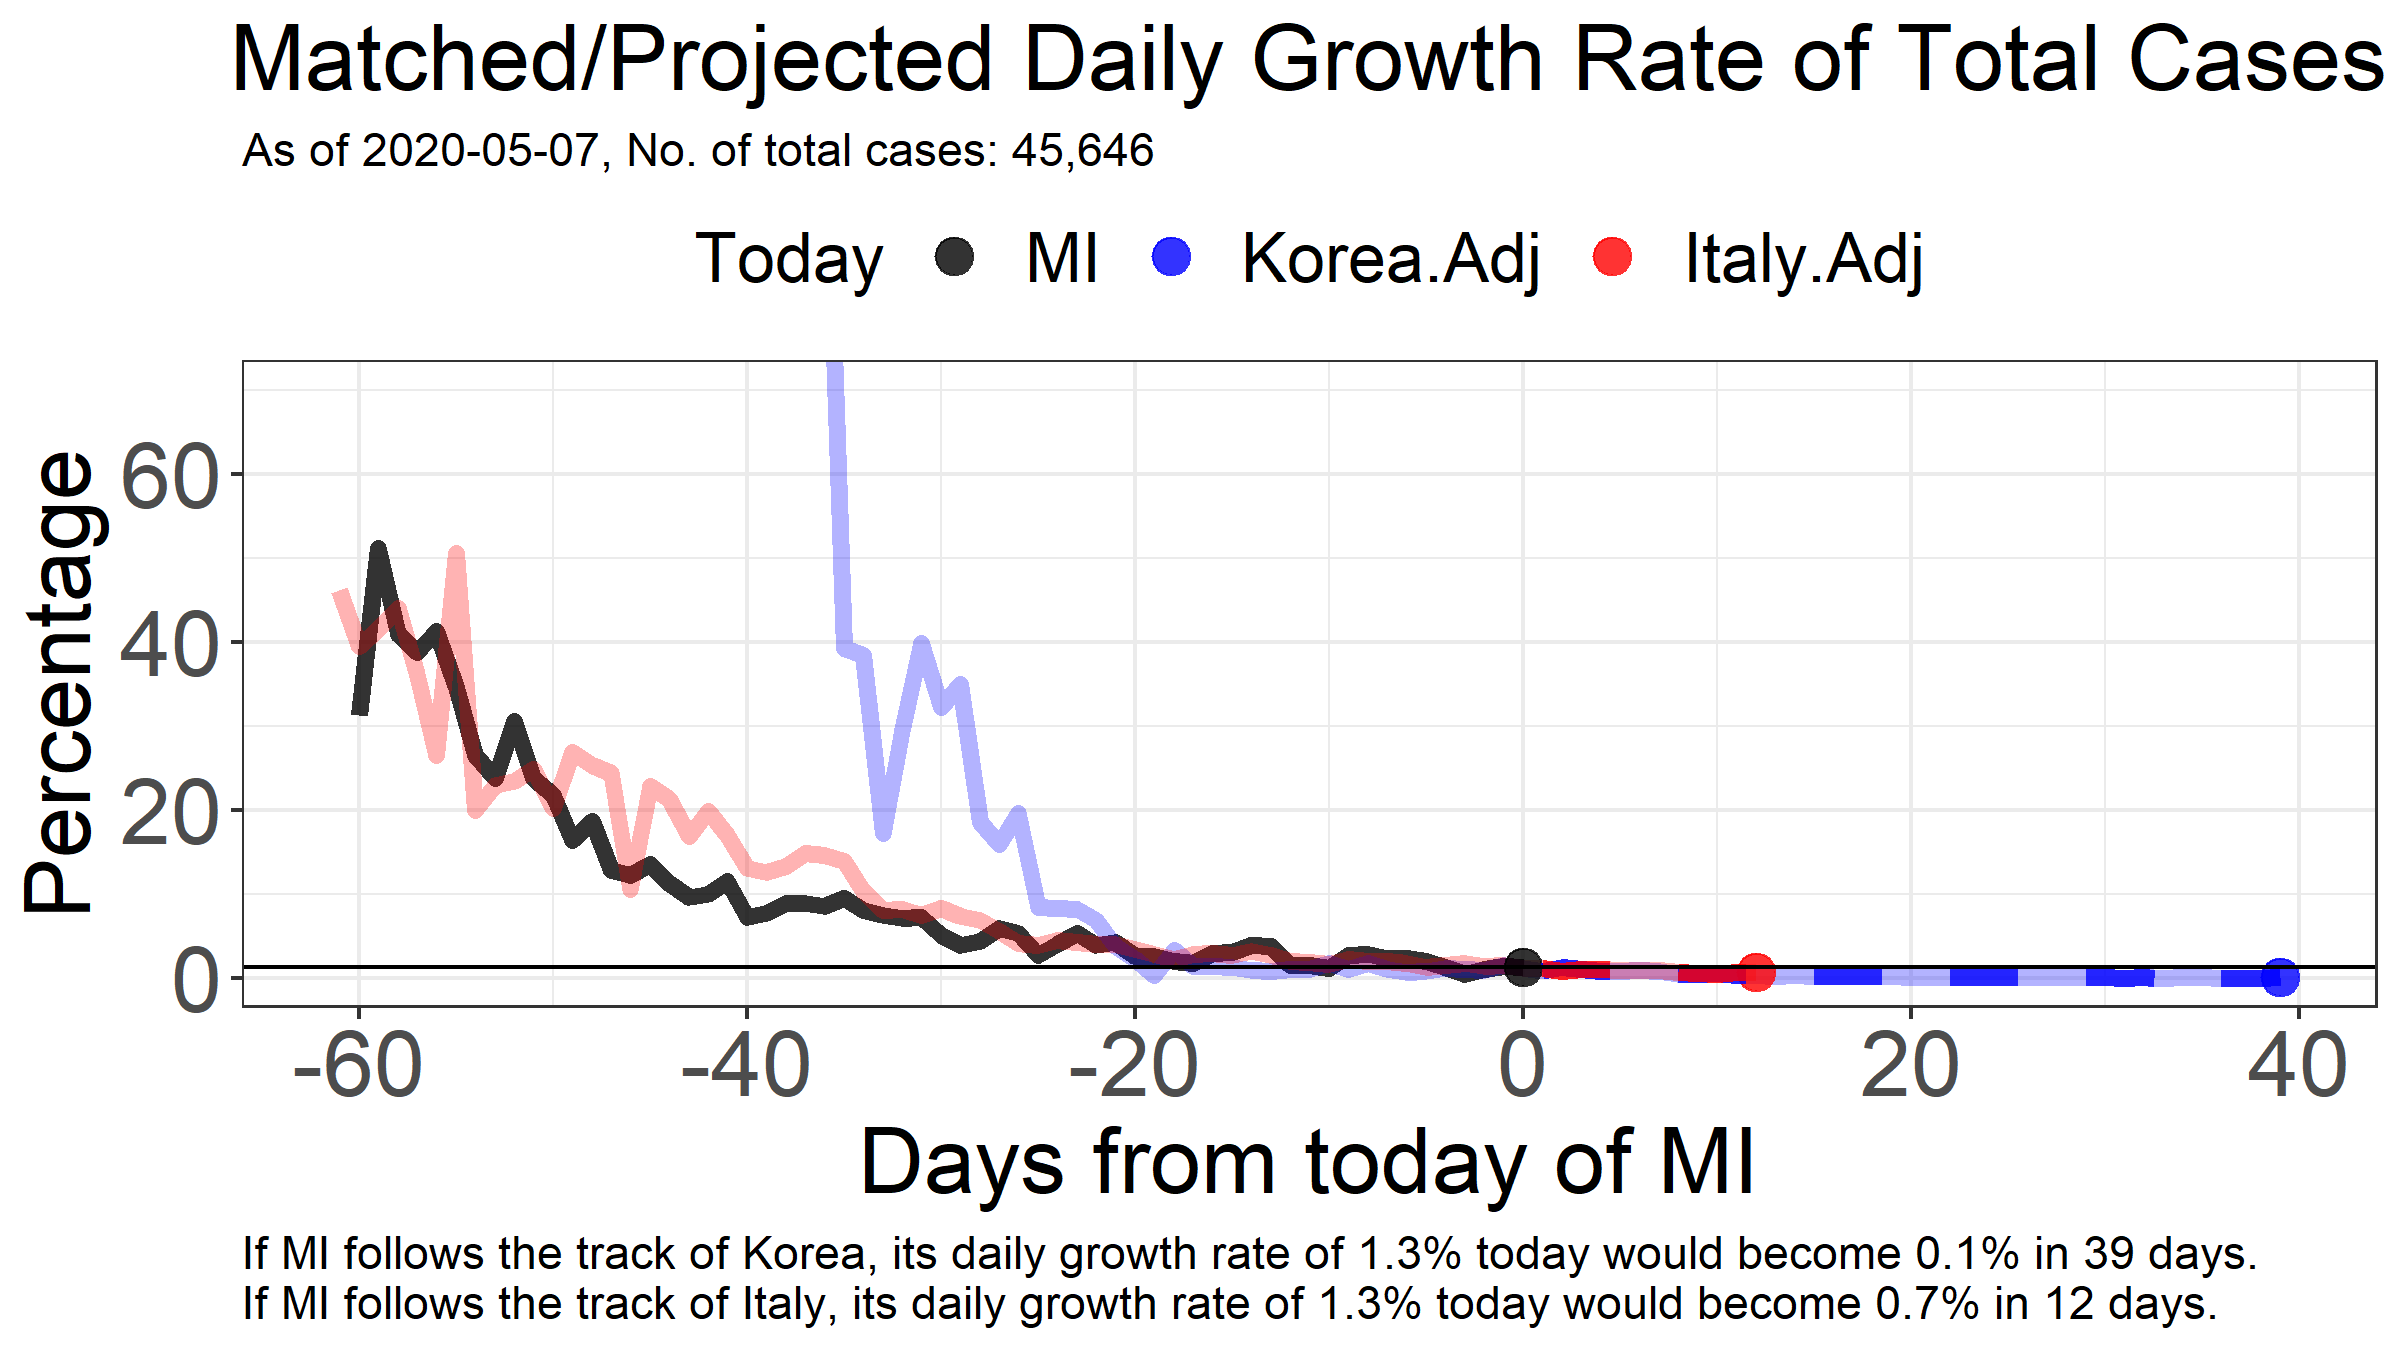 Matched/Projected Daily Growth Rate of Total Cases
As of 2020-05-07, No. of total cases: 45,646
Today MI Korea.Adj Italy.Adj
Percentage
60
40
20
0
-60 -40 -20 0 20 40
Days from today of MI
If MI follows the track of Korea, its daily growth rate of 1.3% today would become 0.1% in 39 days.
If MI follows the track of Italy, its daily growth rate of 1.3% today would become 0.7% in 12 days.